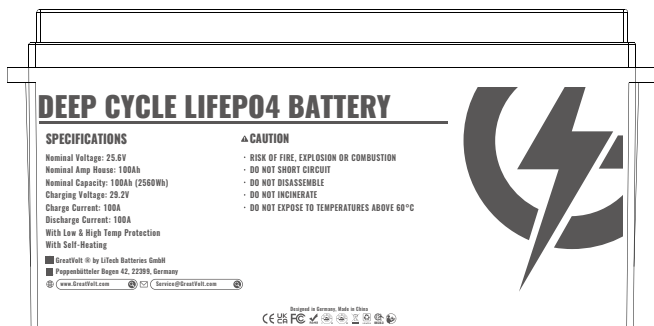 DEEP CYCLE LIFEPO4 BATTERY
SPECIFICATIONS
Nominal Voltage: 25.6V
Nominal Amp House: 100Ah
Nominal Capacity: 100Ah (2560Wh)
Charging Voltage: 29.2V
Charge Current: 100A
Discharge Current: 100A
With Low & High Temp Protection
With Self-Heating
GreatVolt ® by LiTech Batteries GmbH
Poppenbütteler Bogen 42, 22399, Germany
www.GreatVolt.com
Service@GreatVolt.com
CAUTION
· RISK OF FIRE, EXPLOSION OR COMBUSTION
· DO NOT SHORT CIRCUIT
· DO NOT DISASSEMBLE
· DO NOT INCINERATE
· DO NOT EXPOSE TO TEMPERATURES ABOVE 60°C
Designed in Germany, Made in China
CE UK CA FC